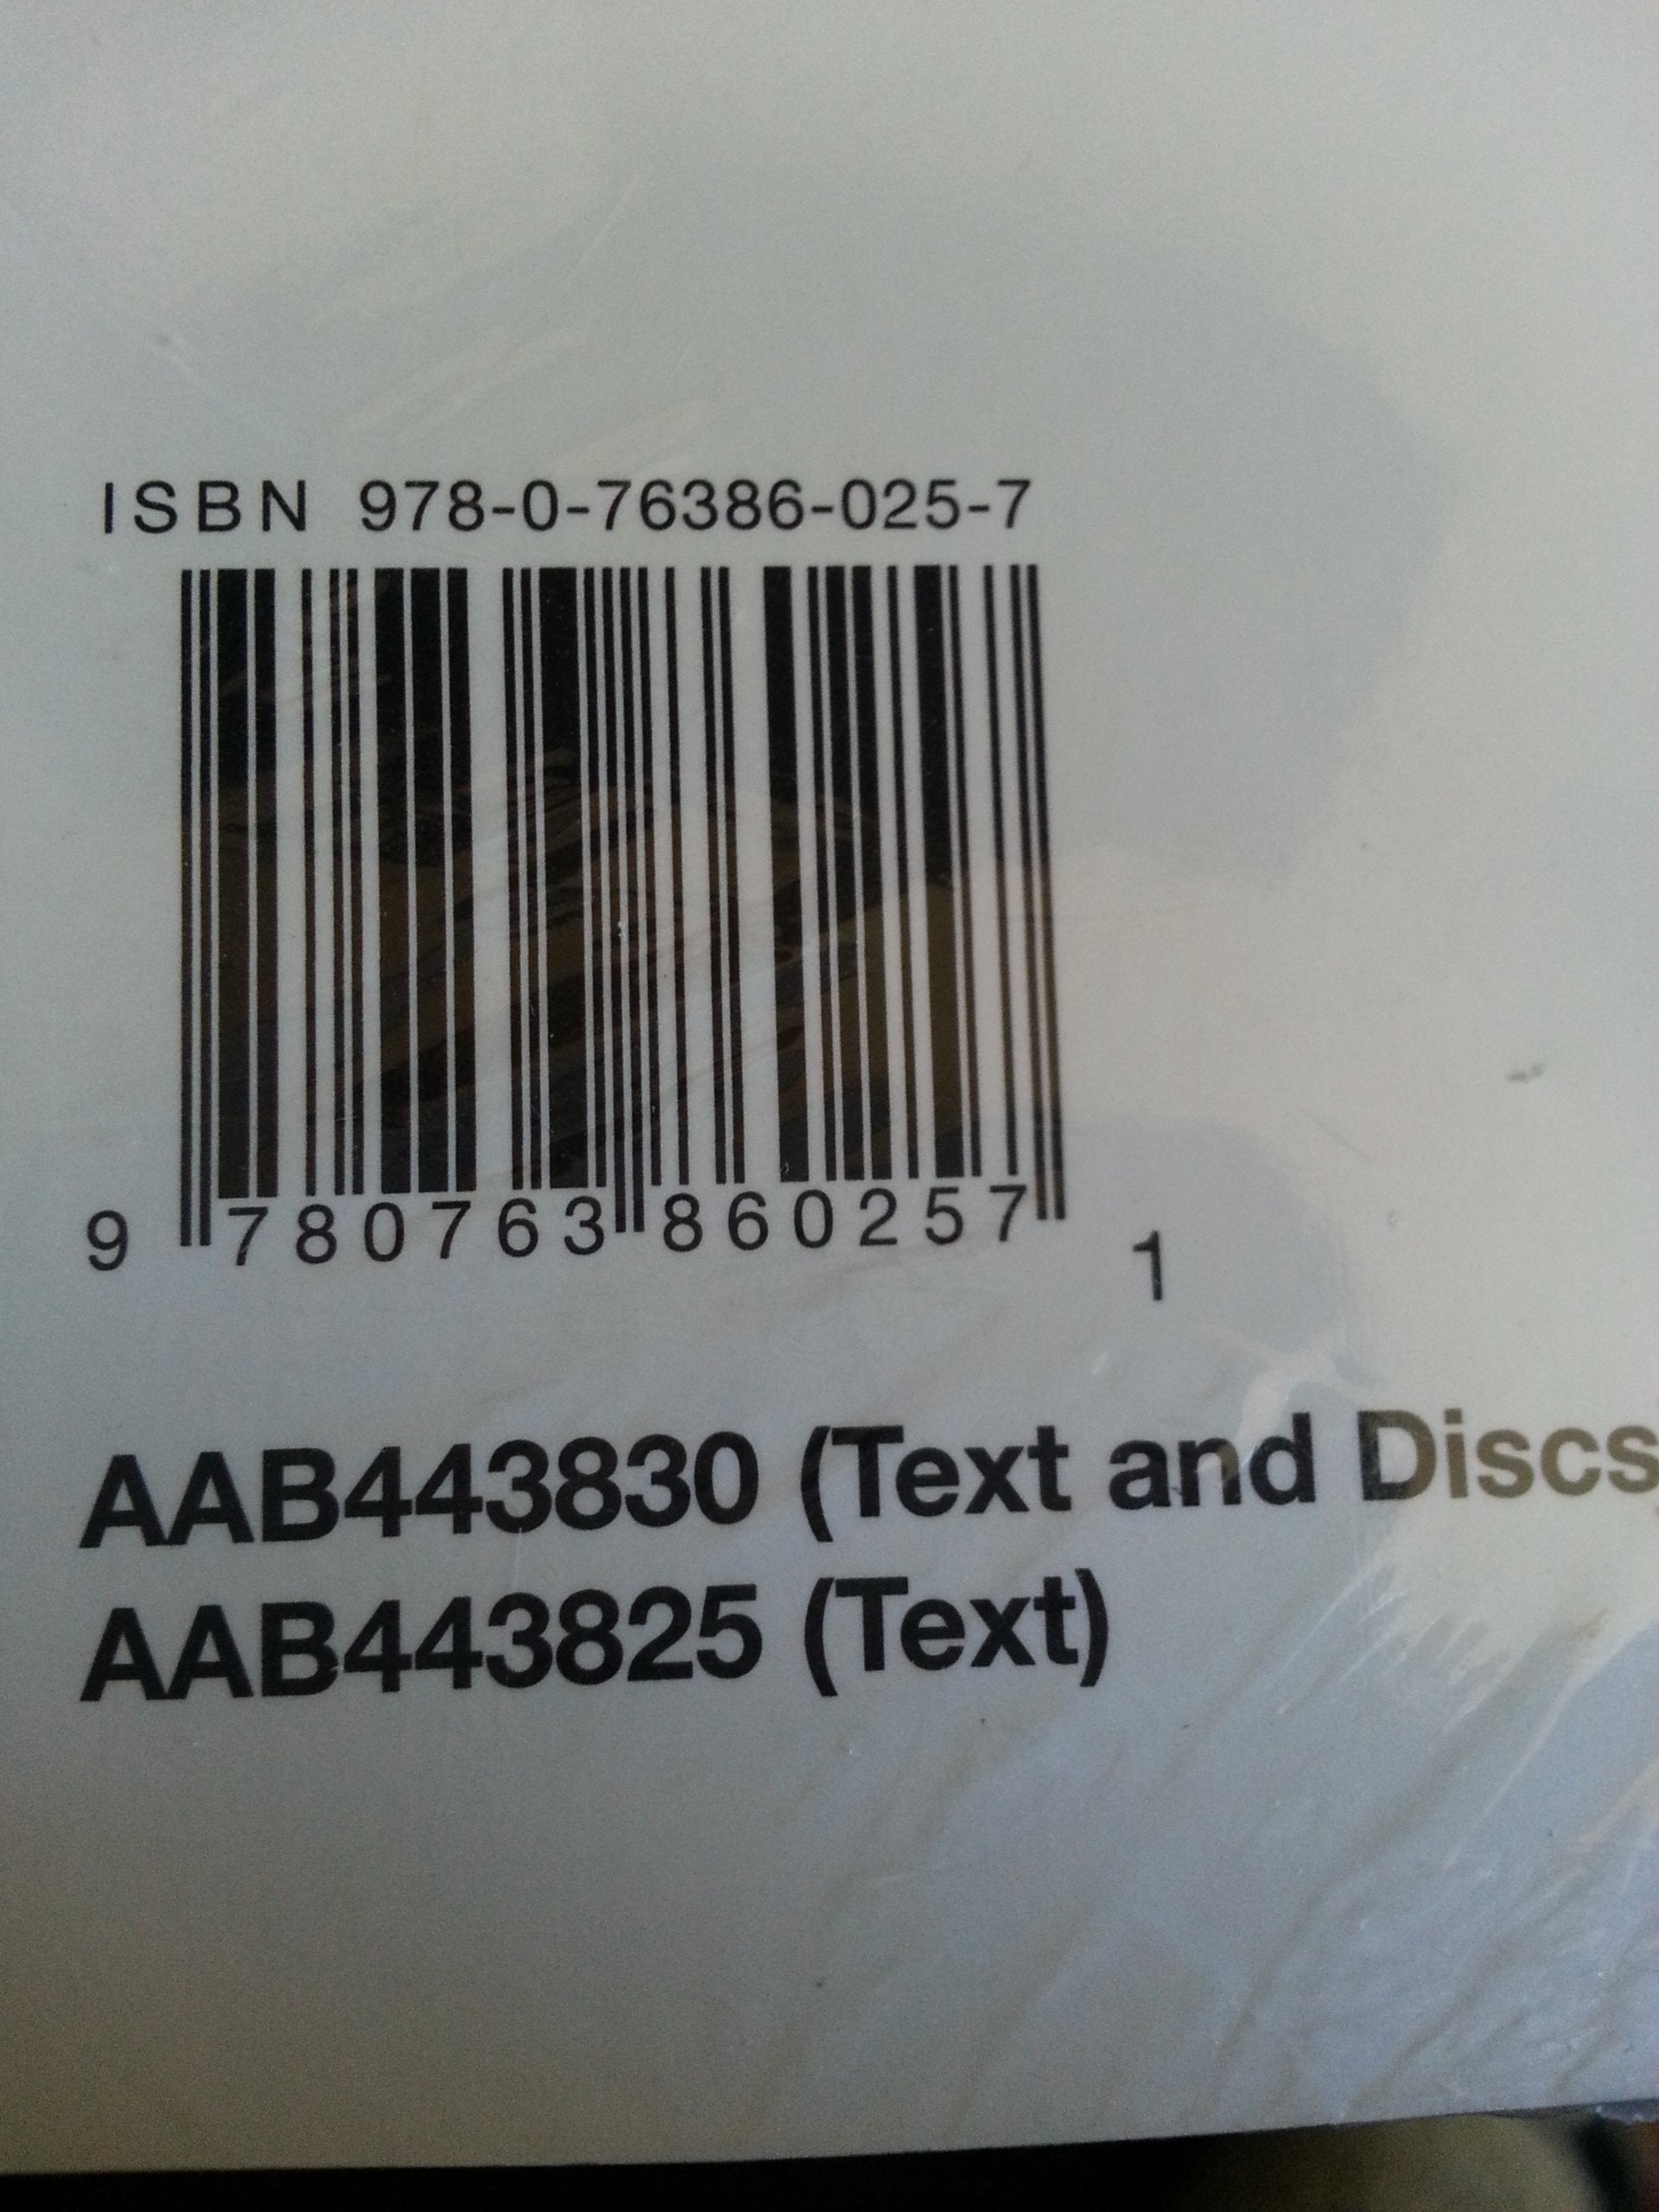 ISBN 978-0-76386-025-7
9 780763 860257 1
AAB443830 (Text and Discs
AAB443825 (Text)